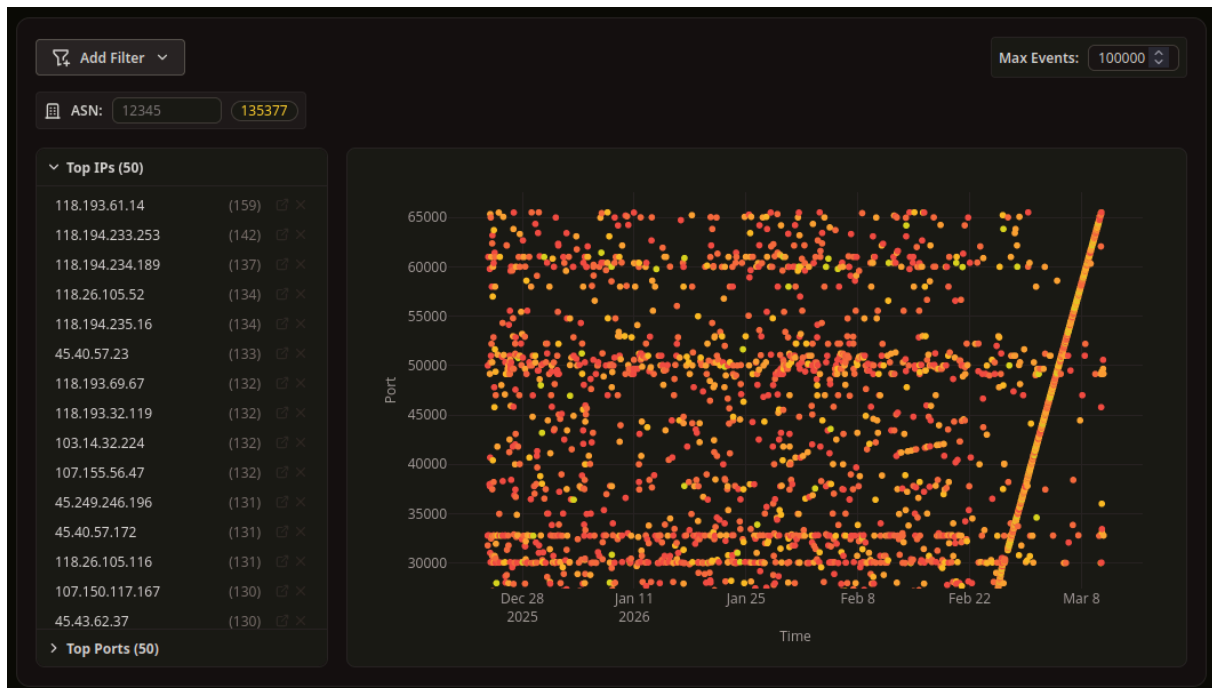 Add Filter
Max Events: 100000
ASN: 12345 135377
Top IPs (50)
118.193.61.14 (159)
118.194.233.253 (142)
118.194.234.189 (137)
118.26.105.52 (134)
118.194.235.16 (134)
45.40.57.23 (133)
118.193.69.67 (132)
118.193.32.119 (132)
103.14.32.224 (132)
107.155.56.47 (132)
45.249.246.196 (131)
45.40.57.172 (131)
118.26.105.116 (131)
107.150.117.167 (130)
45.43.62.37 (130)
Top Ports (50)
65000
60000
55000
50000
45000
40000
35000
30000
Port
Dec 28
2025
Jan 11
2026
Jan 25
Feb 8
Feb 22
Mar 8
Time